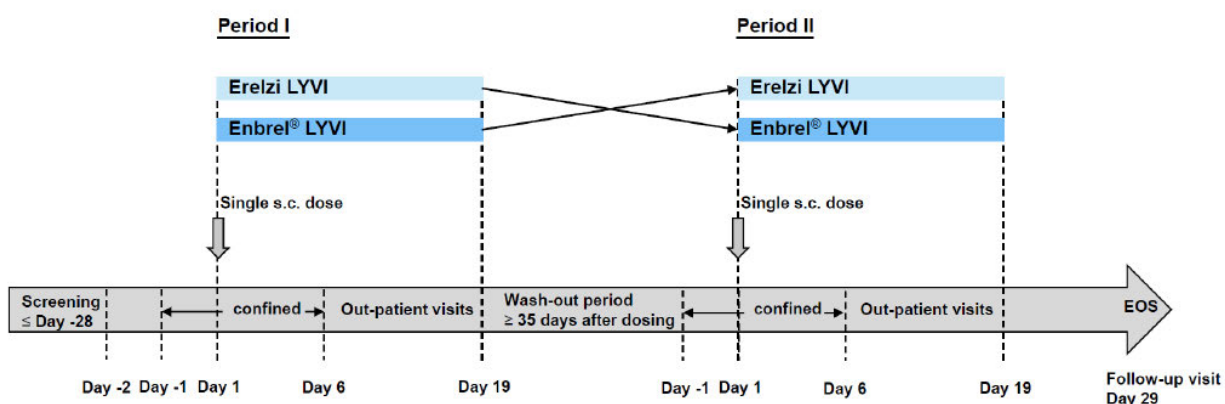 Period I
Period II
Erelzi LYVI
Erelzi LYVI
Enbrel® LYVI
Enbrel® LYVI
Single s.c. dose
Single s.c. dose
Screening
≤ Day -28
confined
Out-patient visits
Wash-out period
≥ 35 days after dosing
confined
Out-patient visits
EOS
Day -2
Day -1
Day 1
Day 6
Day 19
Day -1
Day 1
Day 6
Day 19
Follow-up visit
Day 29